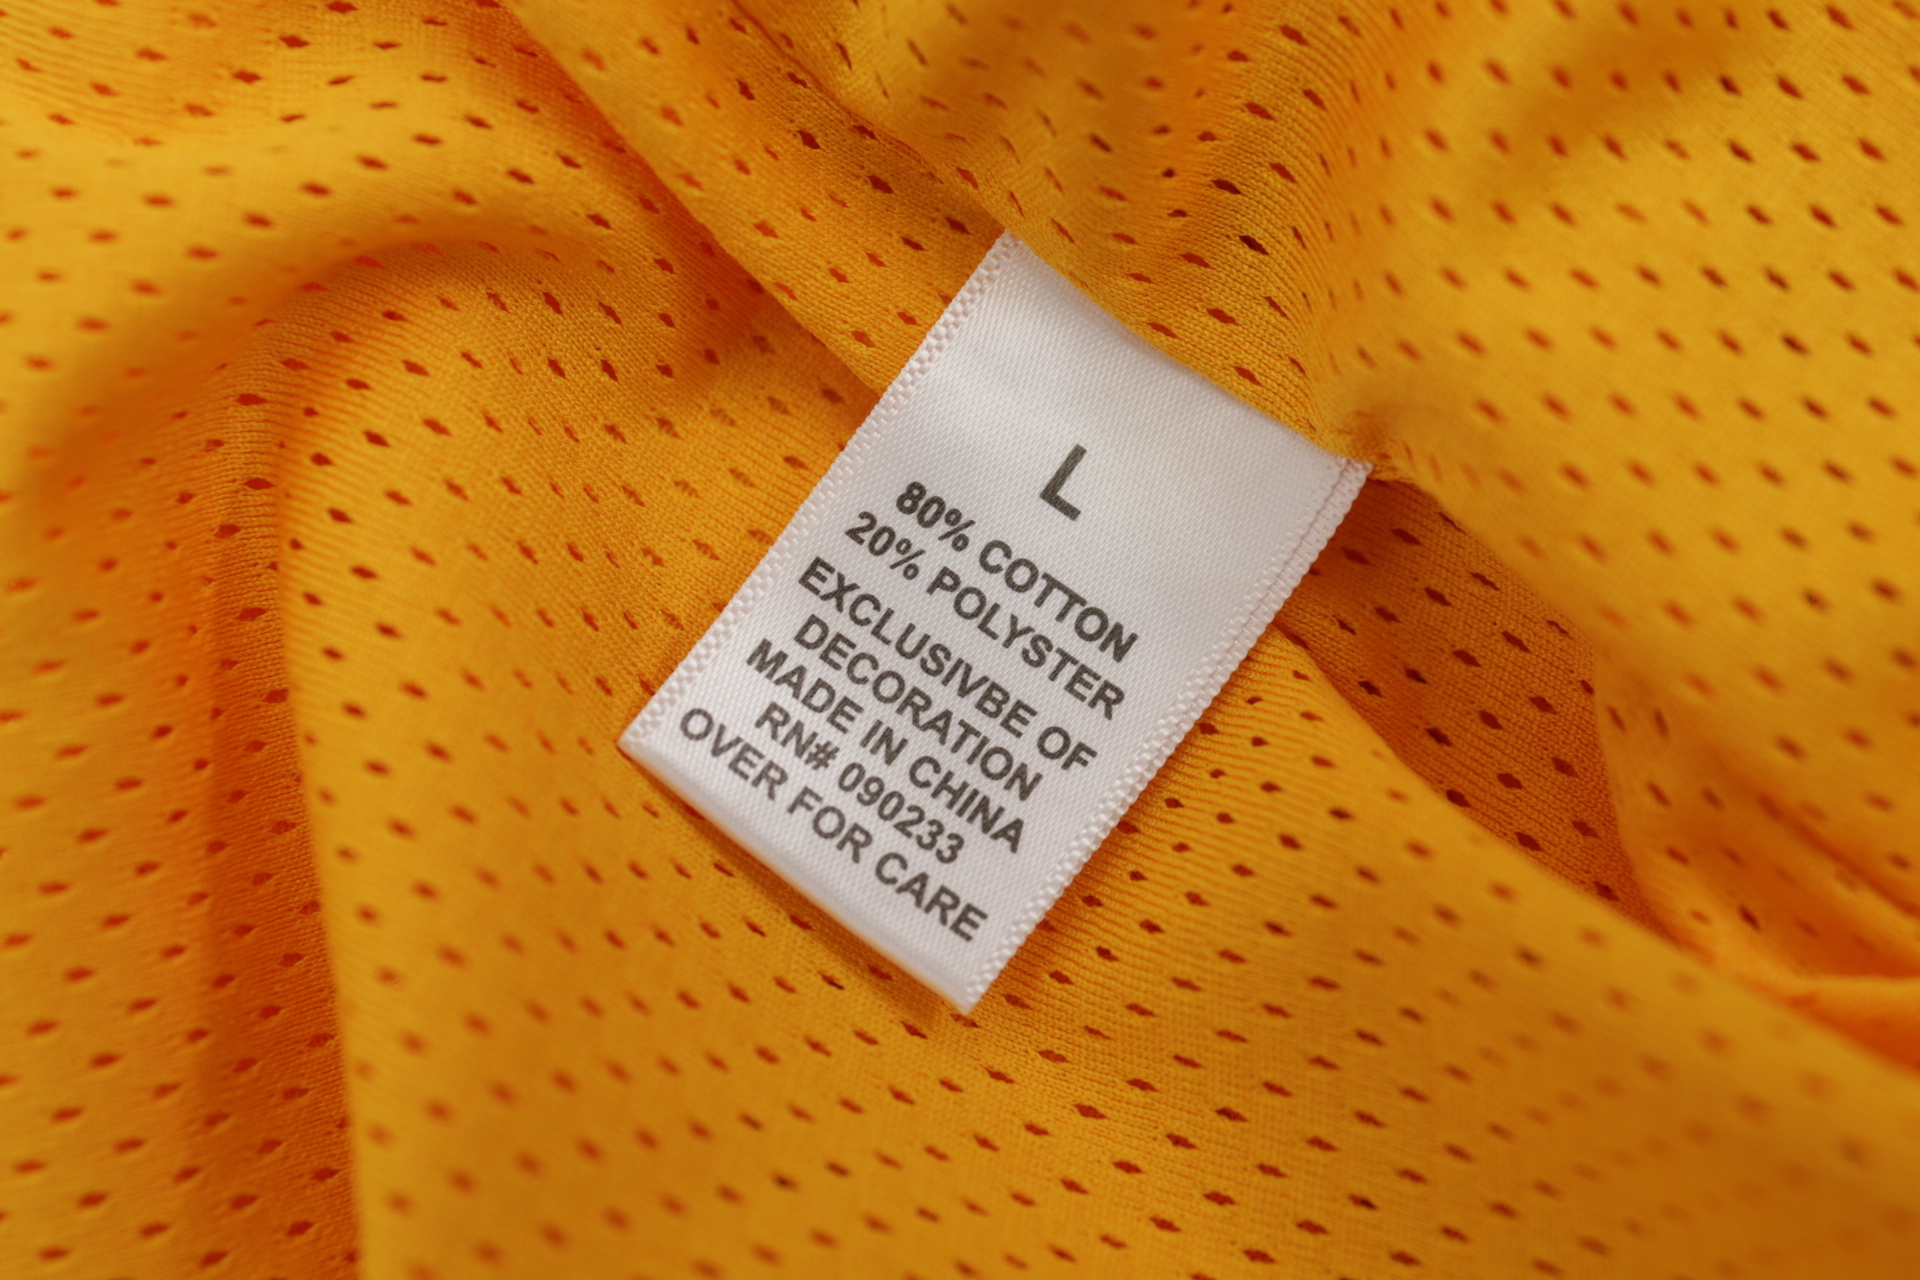 L
80% COTTON
20% POLYSTER
EXCLUSIVBE OF
DECORATION
MADE IN CHINA
RN# 090233
OVER FOR CARE